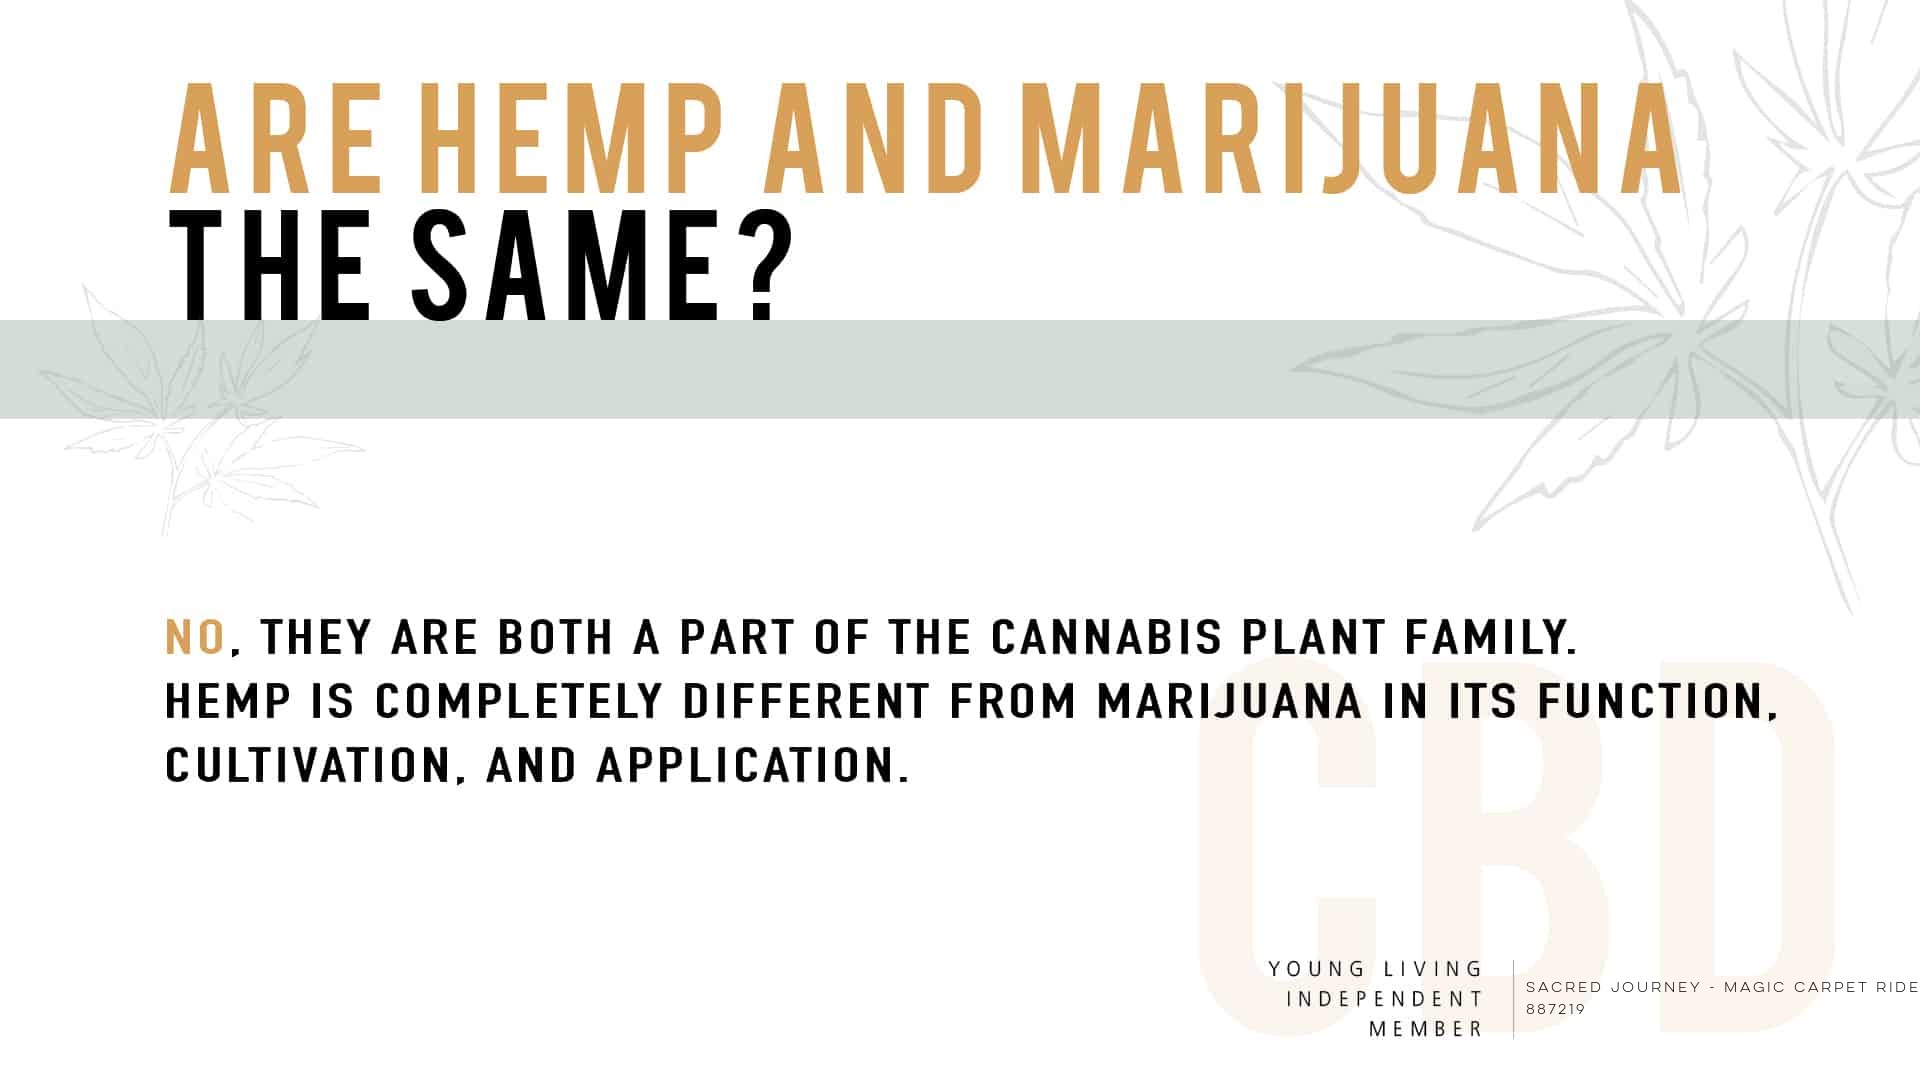 ARE HEMP AND MARIJUANA
THE SAME?
NO, THEY ARE BOTH A PART OF THE CANNABIS PLANT FAMILY.
HEMP IS COMPLETELY DIFFERENT FROM MARIJUANA IN ITS FUNCTION,
CULTIVATION, AND APPLICATION.
CBD
YOUNG LIVING
INDEPENDENT
MEMBER
SACRED JOURNEY - MAGIC CARPET RIDE
887219